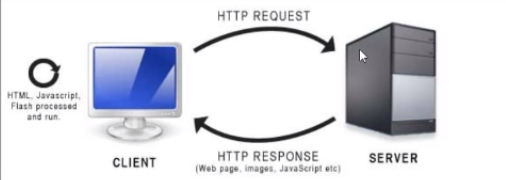 HTTP REQUEST
HTML, Javascript,
Flash processed
and run.
CLIENT
HTTP RESPONSE
(Web page, images, JavaScript etc)
SERVER